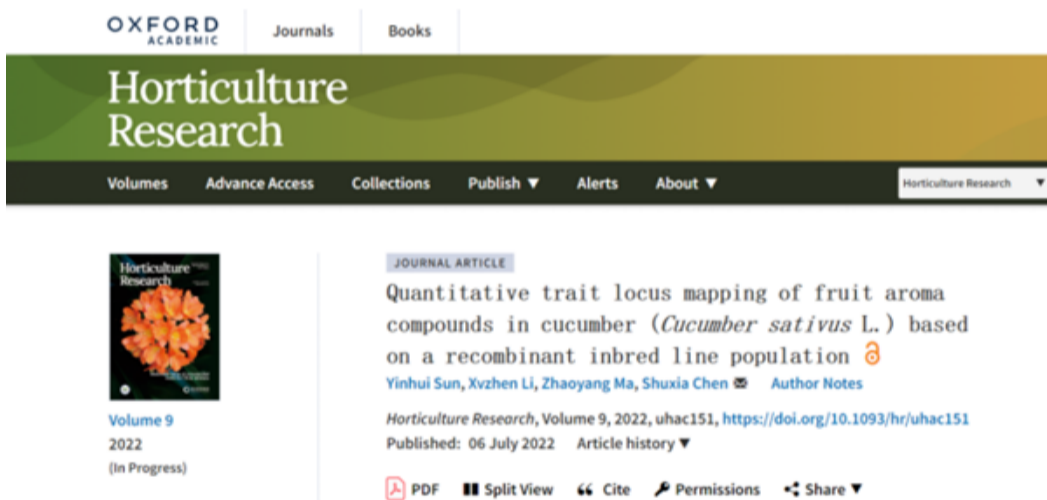 OXFORD
ACADEMIC
Journals
Books
Horticulture
Research
Volumes
Advance Access
Collections
Publish ▼
Alerts
About ▼
Horticulture Research ▼
Horticulture
Research
JOURNAL ARTICLE
Quantitative trait locus mapping of fruit aroma
compounds in cucumber (Cucumber sativus L.) based
on a recombinant inbred line population
Yinhui Sun, Xvzhen Li, Zhaoyang Ma, Shuxia Chen ✉ Author Notes
Horticulture Research, Volume 9, 2022, uhac151, https://doi.org/10.1093/hr/uhac151
Published: 06 July 2022 Article history ▼
Volume 9
2022
(In Progress)
PDF
Split View
Cite
Permissions
Share ▼